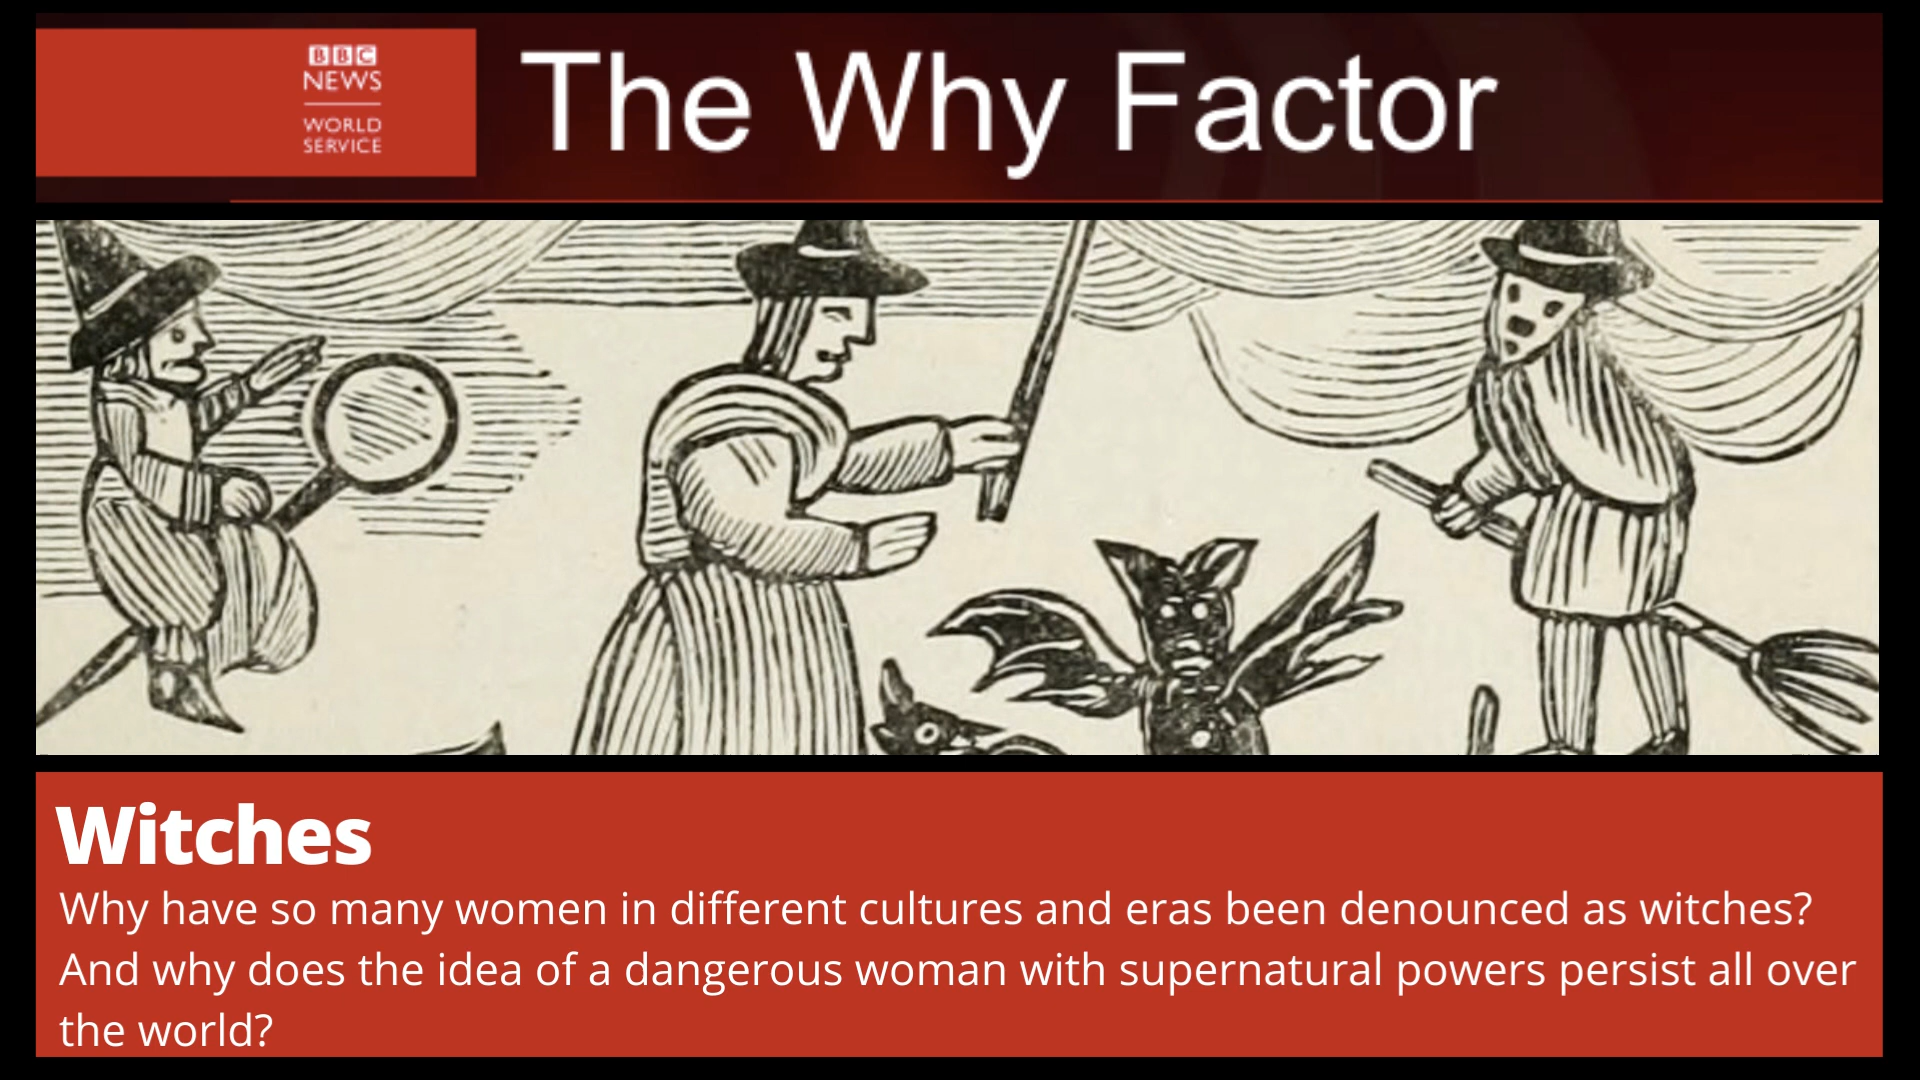 BBC
NEWS
WORLD
SERVICE
The Why Factor
Witches
Why have so many women in different cultures and eras been denounced as witches?
And why does the idea of a dangerous woman with supernatural powers persist all over
the world?